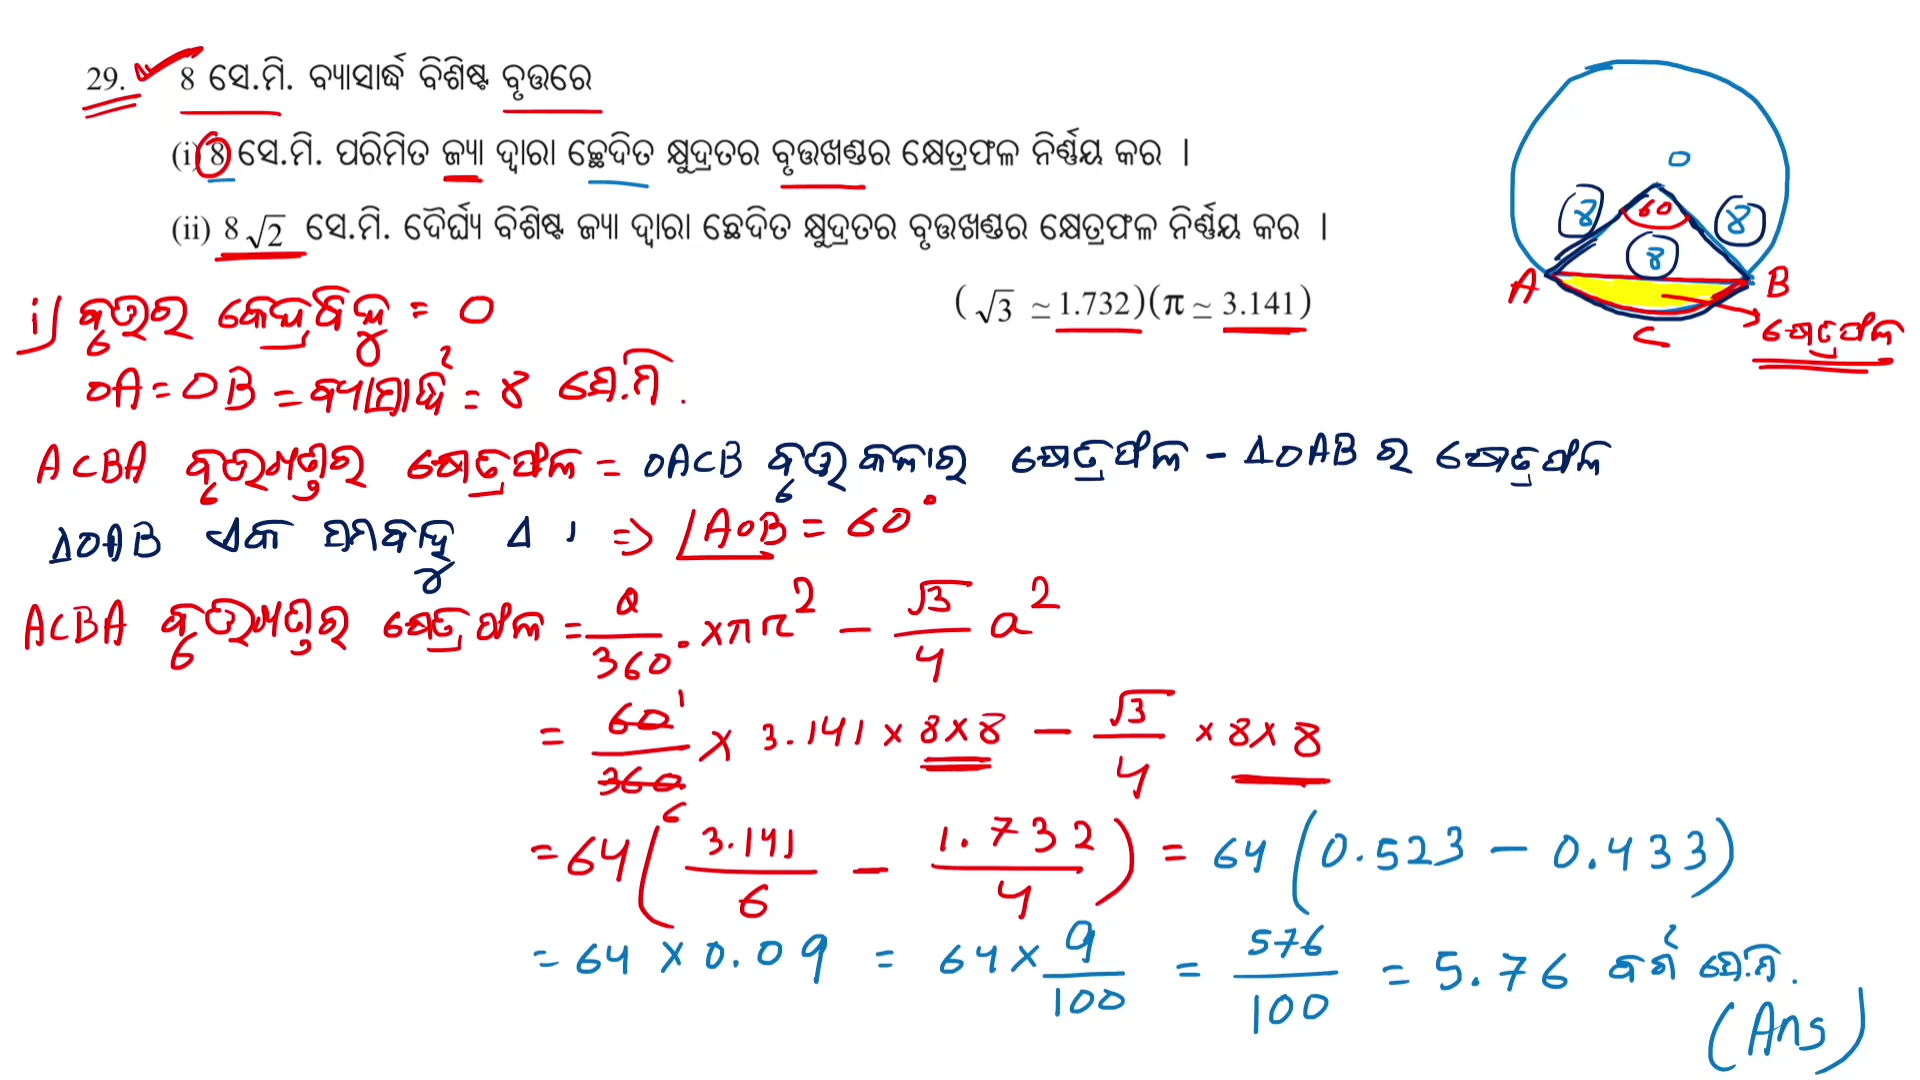 29. 8 ସେ.ମି. ବ୍ୟାସାର୍ଦ୍ଧ ବିଶିଷ୍ଟ ବୃତ୍ତରେ
(i) 8 ସେ.ମି. ପରିମିତ ଜ୍ୟା ଦ୍ୱାରା ଛେଦିତ କ୍ଷୁଦ୍ରତର ବୃତ୍ତଖଣ୍ଡର କ୍ଷେତ୍ରଫଳ ନିର୍ଣ୍ଣୟ କର ।
(ii) 8√2 ସେ.ମି. ଦୈର୍ଘ୍ୟ ବିଶିଷ୍ଟ ଜ୍ୟା ଦ୍ୱାରା ଛେଦିତ କ୍ଷୁଦ୍ରତର ବୃତ୍ତଖଣ୍ଡର କ୍ଷେତ୍ରଫଳ ନିର୍ଣ୍ଣୟ କର ।
(√3 ≃ 1.732)(π ≃ 3.141)
O
8 60 8
8
A B
C
କ୍ଷେତ୍ରଫଳ
i) ବୃତ୍ତର କେନ୍ଦ୍ରବିନ୍ଦୁ = O
OA = OB = ବ୍ୟାସାର୍ଦ୍ଧ = 8 ସେ.ମି.
ACBA ବୃତ୍ତଖଣ୍ଡର କ୍ଷେତ୍ରଫଳ = OACB ବୃତ୍ତକଳାର କ୍ଷେତ୍ରଫଳ - ΔOAB ର କ୍ଷେତ୍ରଫଳ
ΔOAB ଏକ ସମବାହୁ Δ । => ∠AOB = 60°
ACBA ବୃତ୍ତଖଣ୍ଡର କ୍ଷେତ୍ରଫଳ = θ/360° × πr² - √3/4 a²
= 60/360 × 3.141 × 8 × 8 - √3/4 × 8 × 8
= 64 (3.141/6 - 1.732/4) = 64 (0.523 - 0.433)
= 64 × 0.09 = 64 × 9/100 = 576/100 = 5.76 ବର୍ଗ ସେ.ମି.
(Ans)